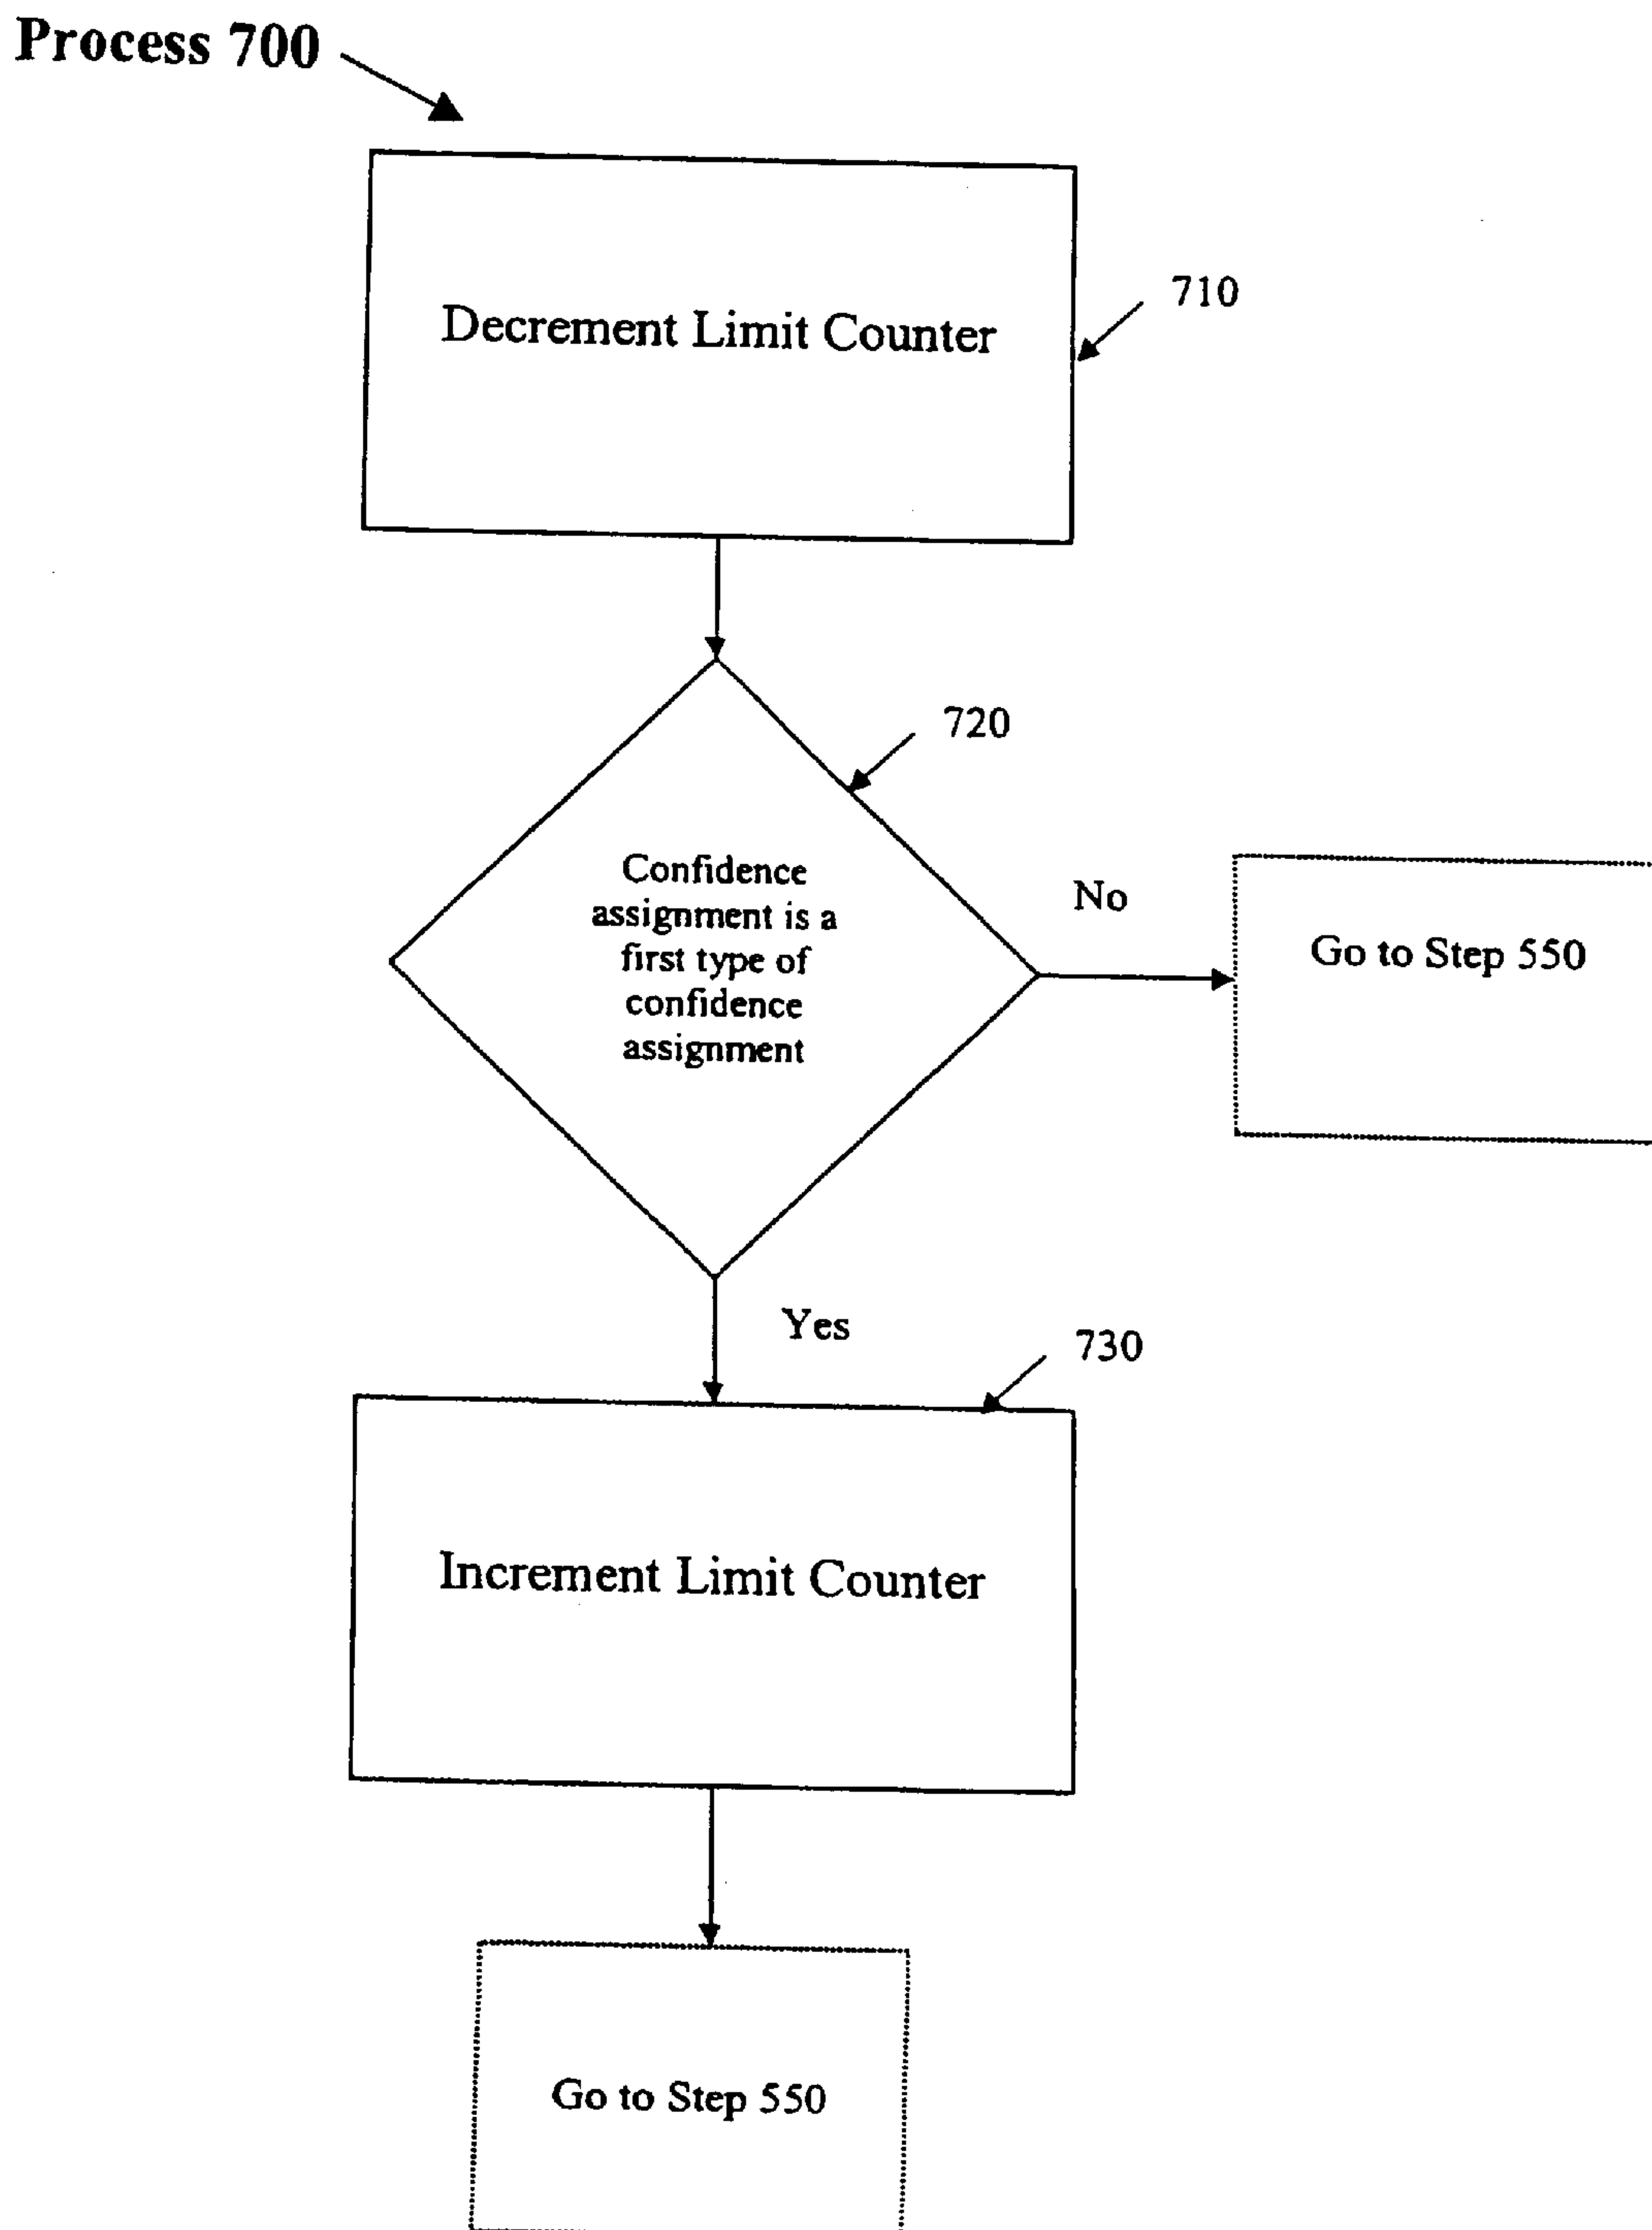 Process 700
Decrement Limit Counter
710
720
Confidence
assignment is a
first type of
confidence
assignment
No
Go to Step 550
Yes
730
Increment Limit Counter
Go to Step 550